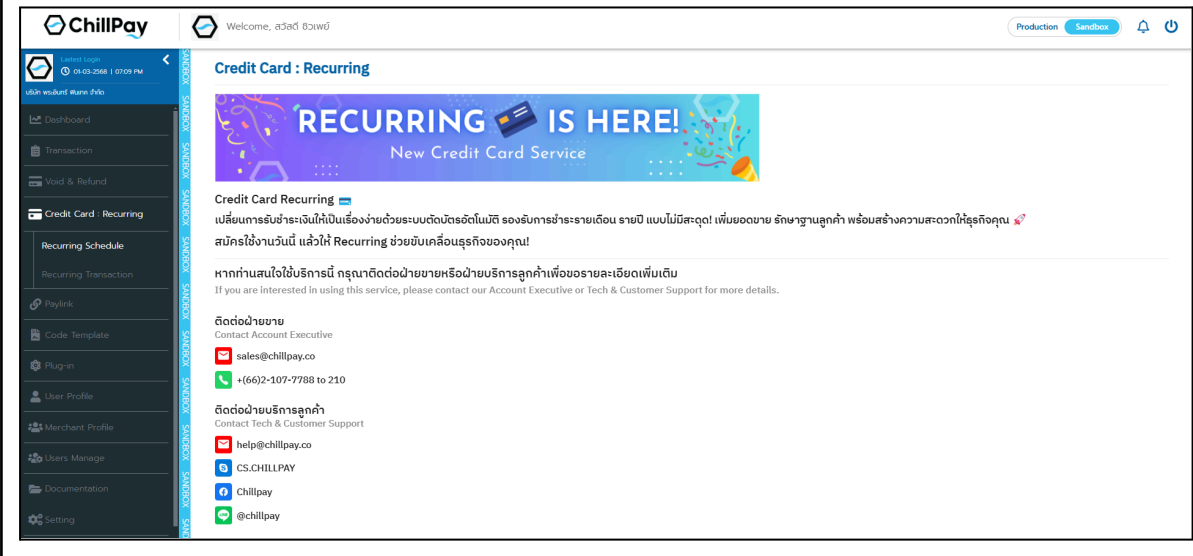 ChillPay
Welcome, สวัสดี ชิวเพย์
Production Sandbox
Lastest Login
01-03-2568 | 07:09 PM
บริษัท พระอินทร์ ฟันเทค จำกัด
Dashboard
Transaction
Void & Refund
Credit Card : Recurring
Recurring Schedule
Recurring Transaction
Paylink
Code Template
Plug-in
User Profile
Merchant Profile
Users Manage
Documentation
Setting
SANDBOX SANDBOX SANDBOX SANDBOX SANDBOX SANDBOX SANDBOX SANDBOX SANDBOX SANDBOX
Credit Card : Recurring
RECURRING IS HERE!
New Credit Card Service
Credit Card Recurring
เปลี่ยนการรับชำระเงินให้เป็นเรื่องง่ายด้วยระบบตัดบัตรอัตโนมัติ รองรับการชำระรายเดือน รายปี แบบไม่มีสะดุด! เพิ่มยอดขาย รักษาฐานลูกค้า พร้อมสร้างความสะดวกให้ธุรกิจคุณ
สมัครใช้งานวันนี้ แล้วให้ Recurring ช่วยขับเคลื่อนธุรกิจของคุณ!
หากท่านสนใจใช้บริการนี้ กรุณาติดต่อฝ่ายขายหรือฝ่ายบริการลูกค้าเพื่อขอรายละเอียดเพิ่มเติม
If you are interested in using this service, please contact our Account Executive or Tech & Customer Support for more details.
ติดต่อฝ่ายขาย
Contact Account Executive
sales@chillpay.co
+(66)2-107-7788 to 210
ติดต่อฝ่ายบริการลูกค้า
Contact Tech & Customer Support
help@chillpay.co
CS.CHILLPAY
Chillpay
@chillpay